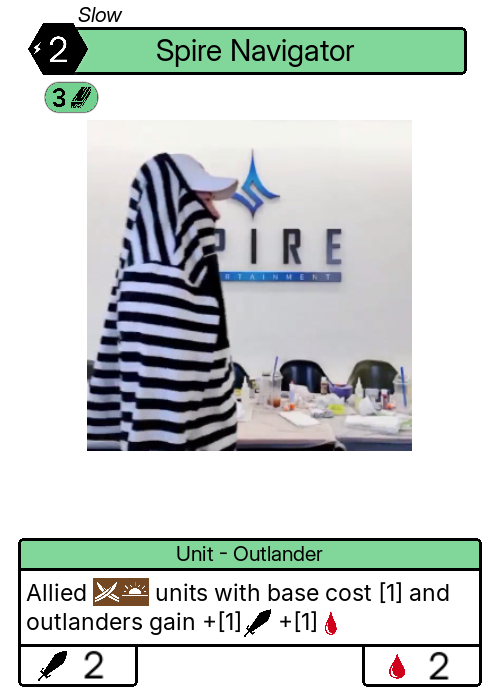 Slow
2
Spire Navigator
3
PIRE
RTAINMENT
Unit - Outlander
Allied units with base cost [1] and
outlanders gain +[1] +[1]
2
2